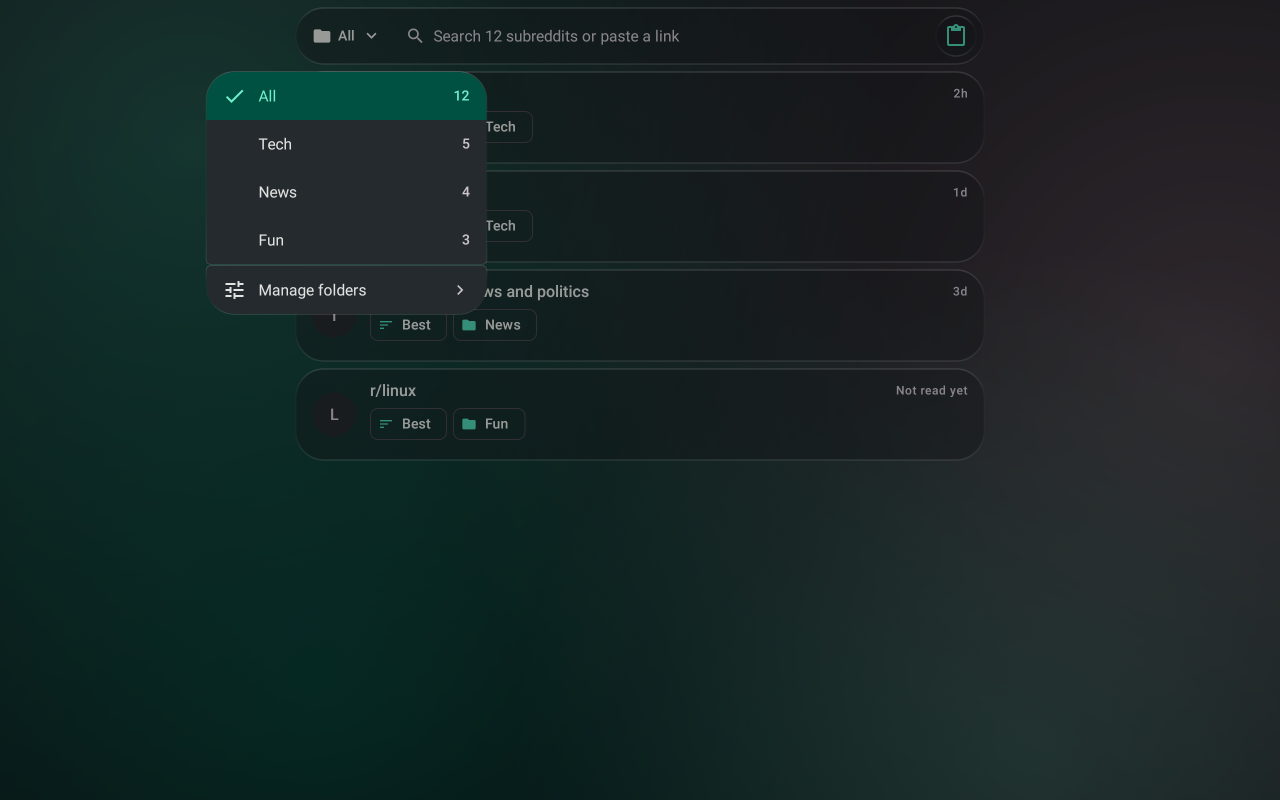 All
Search 12 subreddits or paste a link
All 12
2h
Tech
Tech 5
News 4
1d
Tech
Fun 3
Manage folders
ws and politics
3d
Best
News
r/linux
Not read yet
L
Best
Fun